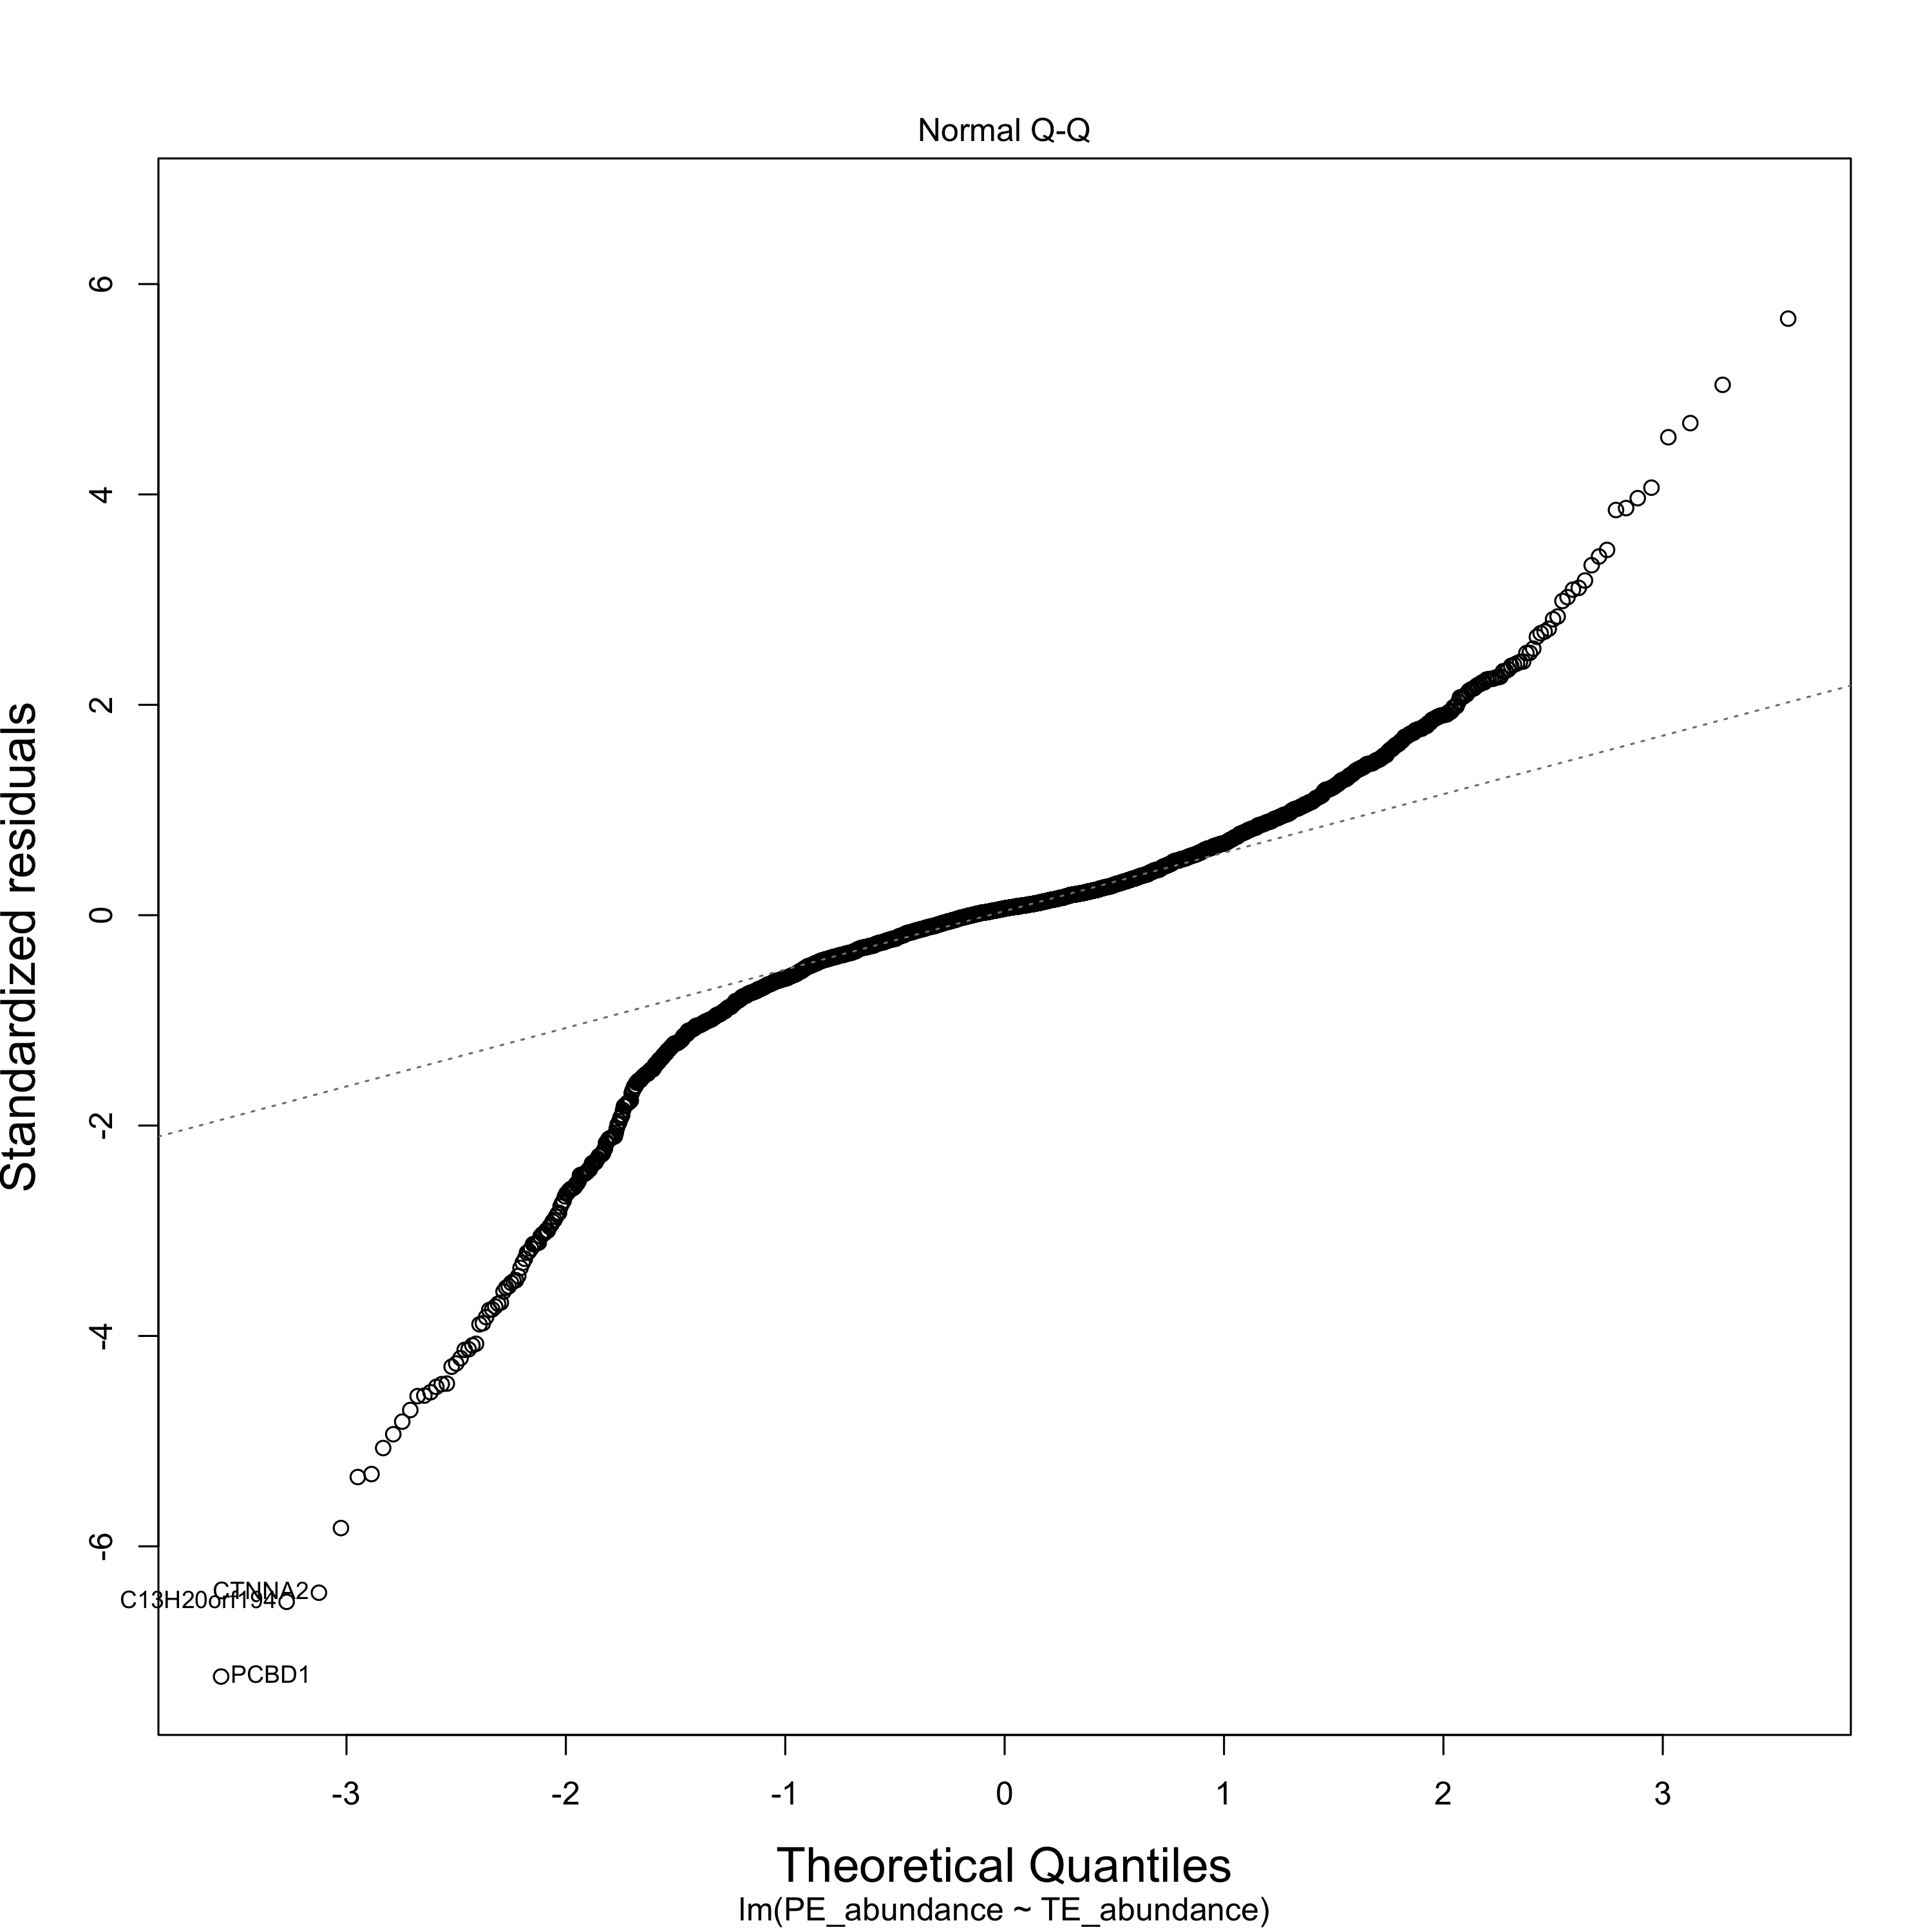 Normal Q-Q
Standardized residuals
6
4
2
0
-2
-4
-6
CTNNA2
C13H20orf194
PCBD1
-3 -2 -1 0 1 2 3
Theoretical Quantiles
lm(PE_abundance ~ TE_abundance)